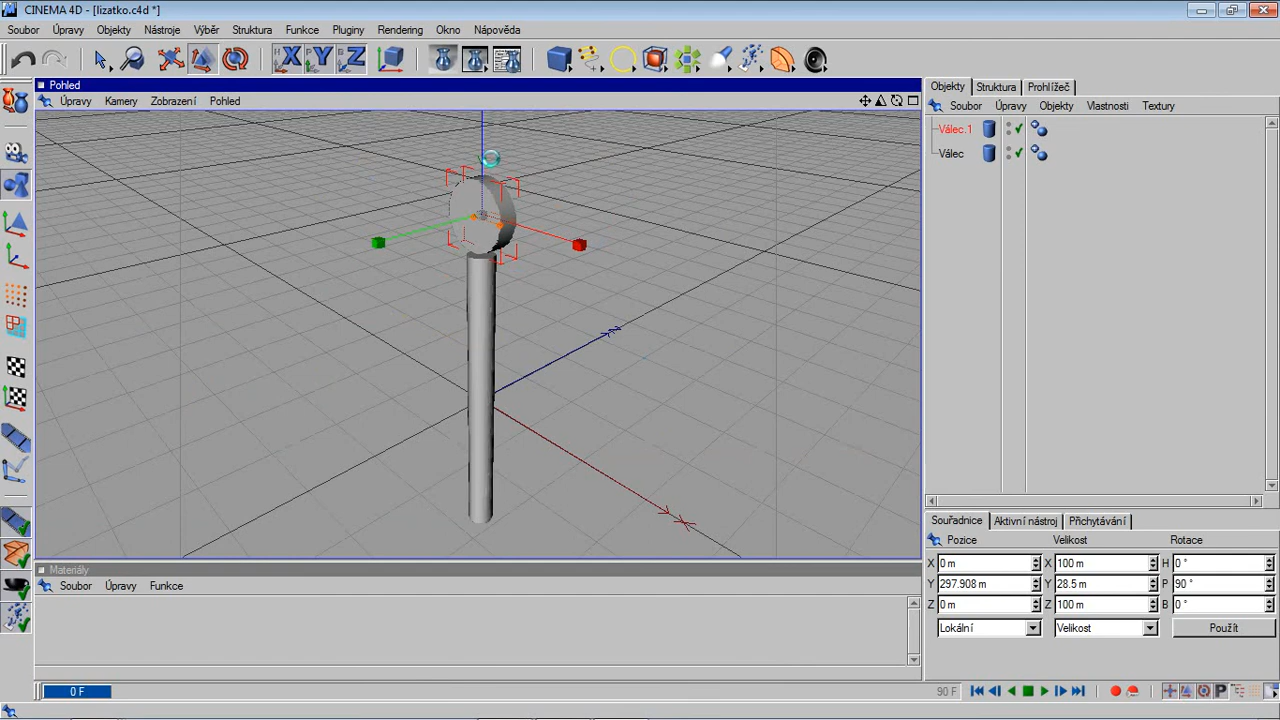 CINEMA 4D - [lizatko.c4d *]
Soubor Úpravy Objekty Nástroje Výběr Struktura Funkce Pluginy Rendering Okno Nápověda
X Y Z
Pohled
Úpravy Kamery Zobrazení Pohled
Objekty Struktura Prohlížeč
Soubor Úpravy Objekty Vlastnosti Textury
Válec.1
Válec
Souřadnice Aktivní nástroj Přichytávání
Pozice Velikost Rotace
X 0 m X 100 m H 0 °
Y 297.908 m Y 28.5 m P 90 °
Z 0 m Z 100 m B 0 °
Lokální Velikost Použít
Materiály
Soubor Úpravy Funkce
0 F 90 F P